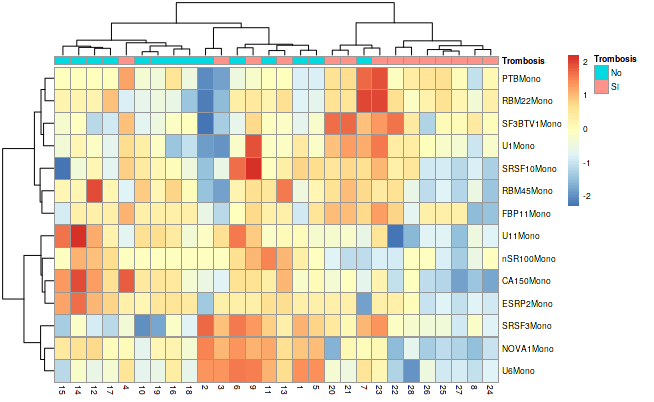 Trombosis
Trombosis
No
SI
2
1
0
-1
-2
PTBMono
RBM22Mono
SF3BTV1Mono
U1Mono
SRSF10Mono
RBM45Mono
FBP11Mono
U11Mono
nSR100Mono
CA150Mono
ESRP2Mono
SRSF3Mono
NOVA1Mono
U6Mono
15 14 12 17 4 10 19 16 18 2 3 6 9 11 13 1 5 20 21 7 23 22 28 26 25 27 8 24